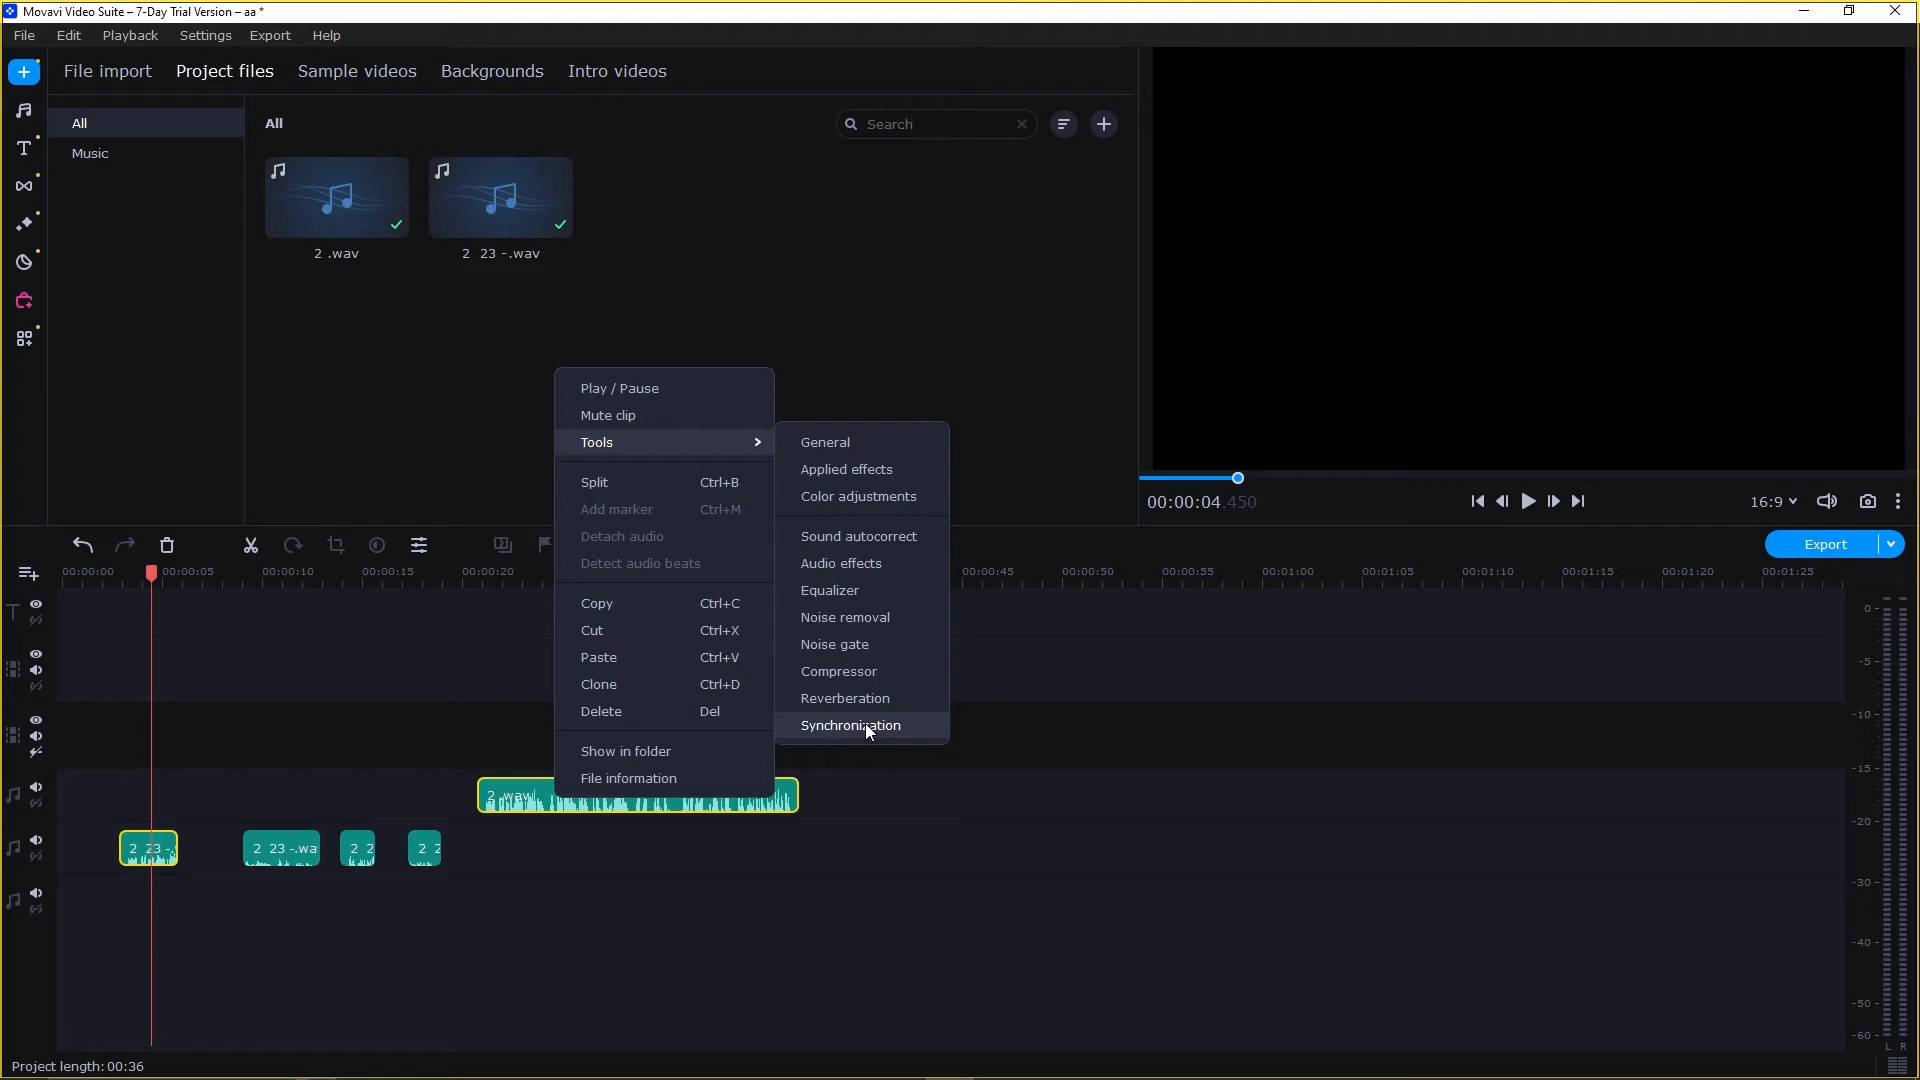 Movavi Video Suite – 7-Day Trial Version – aa *
File Edit Playback Settings Export Help
File import Project files Sample videos Backgrounds Intro videos
All
Music
All
Search
2 .wav
2 23 -.wav
Play / Pause
Mute clip
Tools
Split Ctrl+B
Add marker Ctrl+M
Detach audio
Detect audio beats
Copy Ctrl+C
Cut Ctrl+X
Paste Ctrl+V
Clone Ctrl+D
Delete Del
Show in folder
File information
General
Applied effects
Color adjustments
Sound autocorrect
Audio effects
Equalizer
Noise removal
Noise gate
Compressor
Reverberation
Synchronization
00:00:04.450
16:9
Export
00:00:00 00:00:05 00:00:10 00:00:15 00:00:20 00:00:45 00:00:50 00:00:55 00:01:00 00:01:05 00:01:10 00:01:15 00:01:20 00:01:25
2 .wav
2 23 -.
2 23 -.wa
2 2
2 2
0
-5
-10
-15
-20
-30
-40
-50
-60
L R
Project length: 00:36